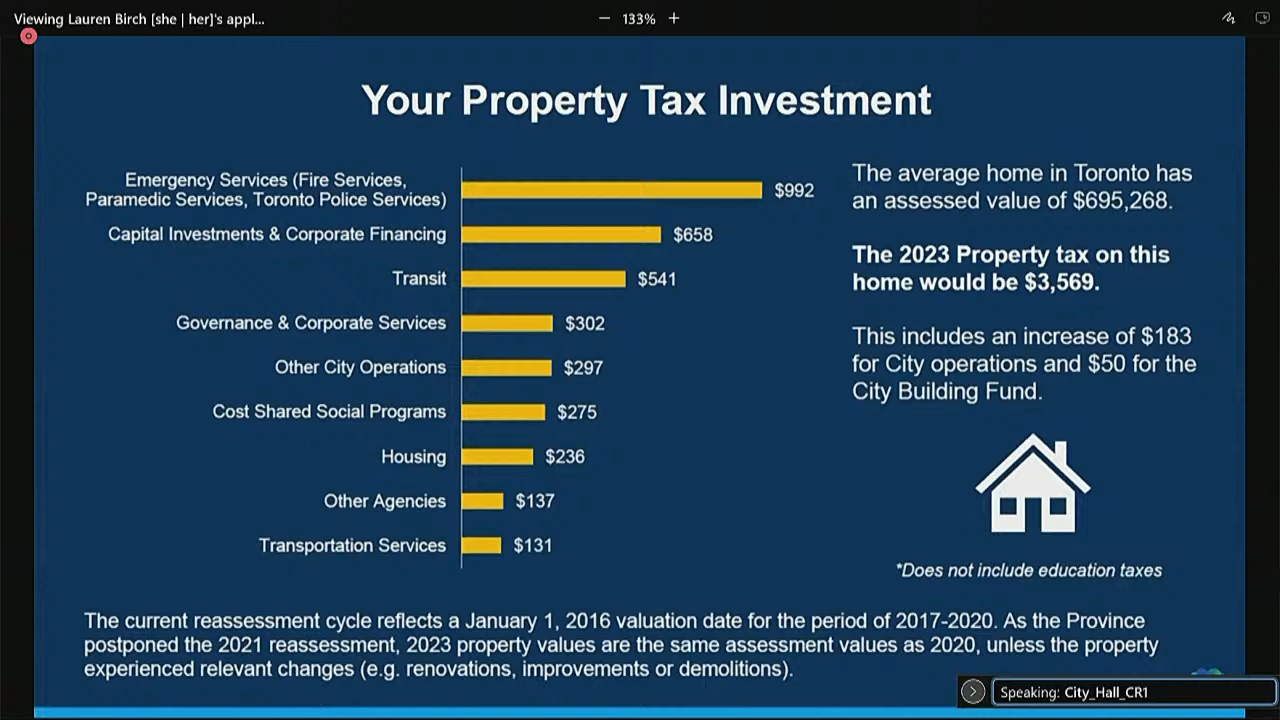 Viewing Lauren Birch [she | her]'s appl...
133%
Your Property Tax Investment
Emergency Services (Fire Services,
Paramedic Services, Toronto Police Services)
$992
Capital Investments & Corporate Financing
$658
Transit
$541
Governance & Corporate Services
$302
Other City Operations
$297
Cost Shared Social Programs
$275
Housing
$236
Other Agencies
$137
Transportation Services
$131
The average home in Toronto has
an assessed value of $695,268.
The 2023 Property tax on this
home would be $3,569.
This includes an increase of $183
for City operations and $50 for the
City Building Fund.
*Does not include education taxes
The current reassessment cycle reflects a January 1, 2016 valuation date for the period of 2017-2020. As the Province
postponed the 2021 reassessment, 2023 property values are the same assessment values as 2020, unless the property
experienced relevant changes (e.g. renovations, improvements or demolitions).
Speaking: City_Hall_CR1